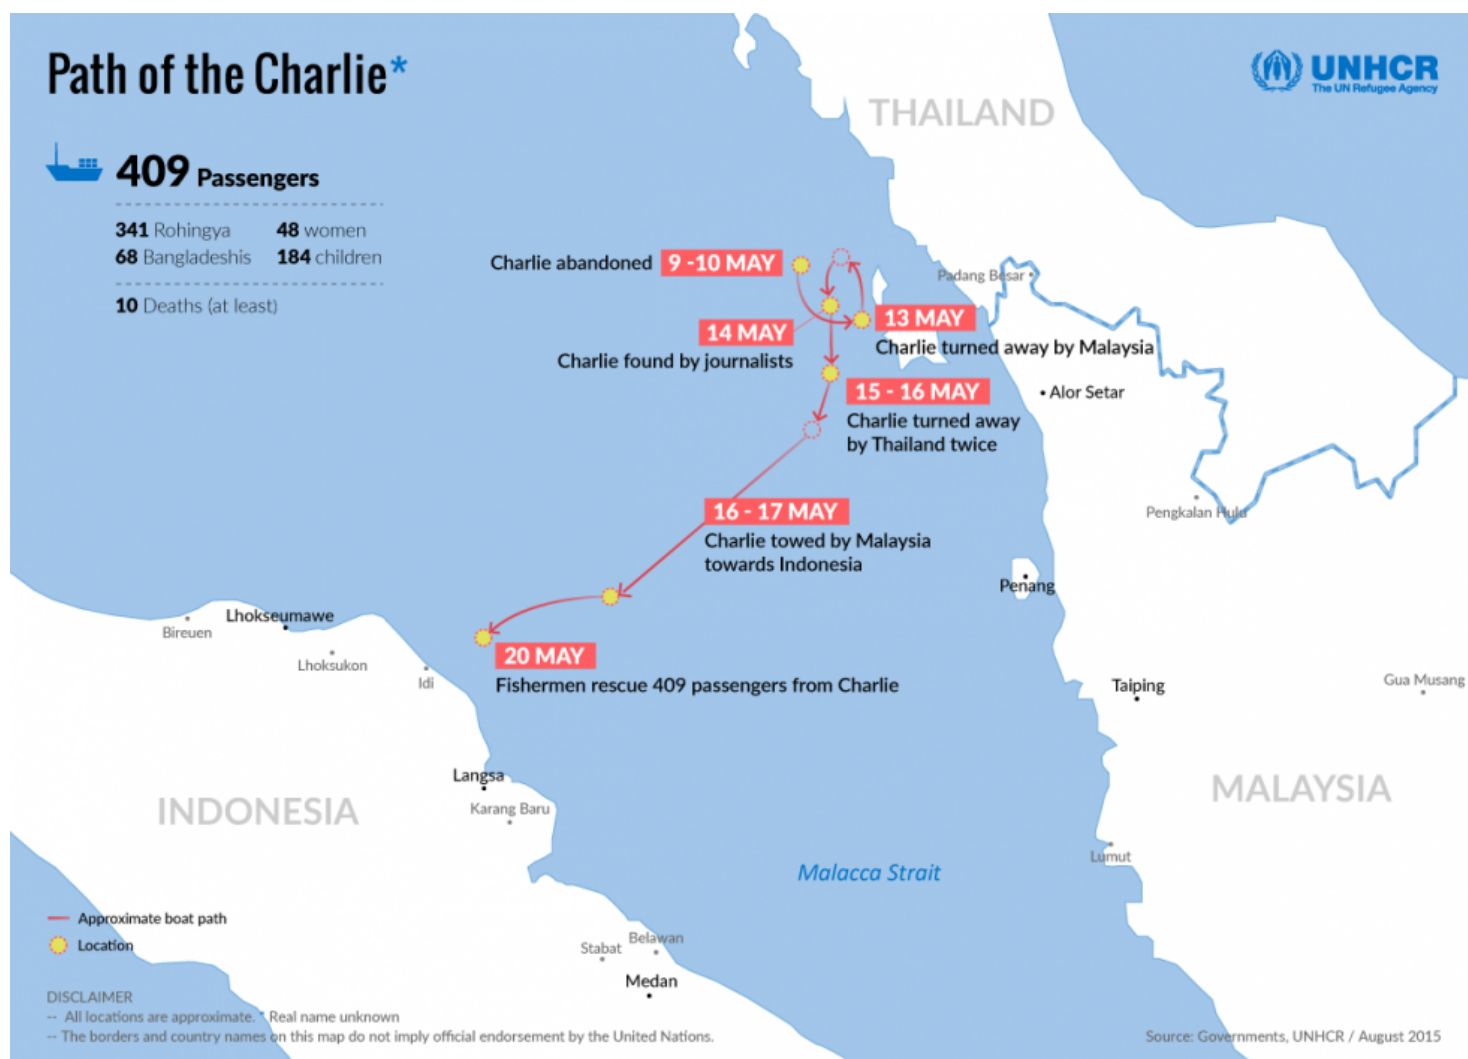 Path of the Charlie*
UNHCR
The UN Refugee Agency
THAILAND
409 Passengers
341 Rohingya 48 women
68 Bangladeshis 184 children
10 Deaths (at least)
Charlie abandoned 9 -10 MAY
Padang Besar
13 MAY
Charlie turned away by Malaysia
14 MAY
Charlie found by journalists
15 - 16 MAY
Charlie turned away
by Thailand twice
Alor Setar
16 - 17 MAY
Charlie towed by Malaysia
towards Indonesia
Pengkalan Hulu
Penang
Lhokseumawe
Bireuen
Lhoksukon
Idi
20 MAY
Fishermen rescue 409 passengers from Charlie
Taiping
Gua Musang
Langsa
Karang Baru
INDONESIA
MALAYSIA
Malacca Strait
Lumut
Approximate boat path
Location
Stabat
Belawan
Medan
DISCLAIMER
-- All locations are approximate. * Real name unknown
-- The borders and country names on this map do not imply official endorsement by the United Nations.
Source: Governments, UNHCR / August 2015